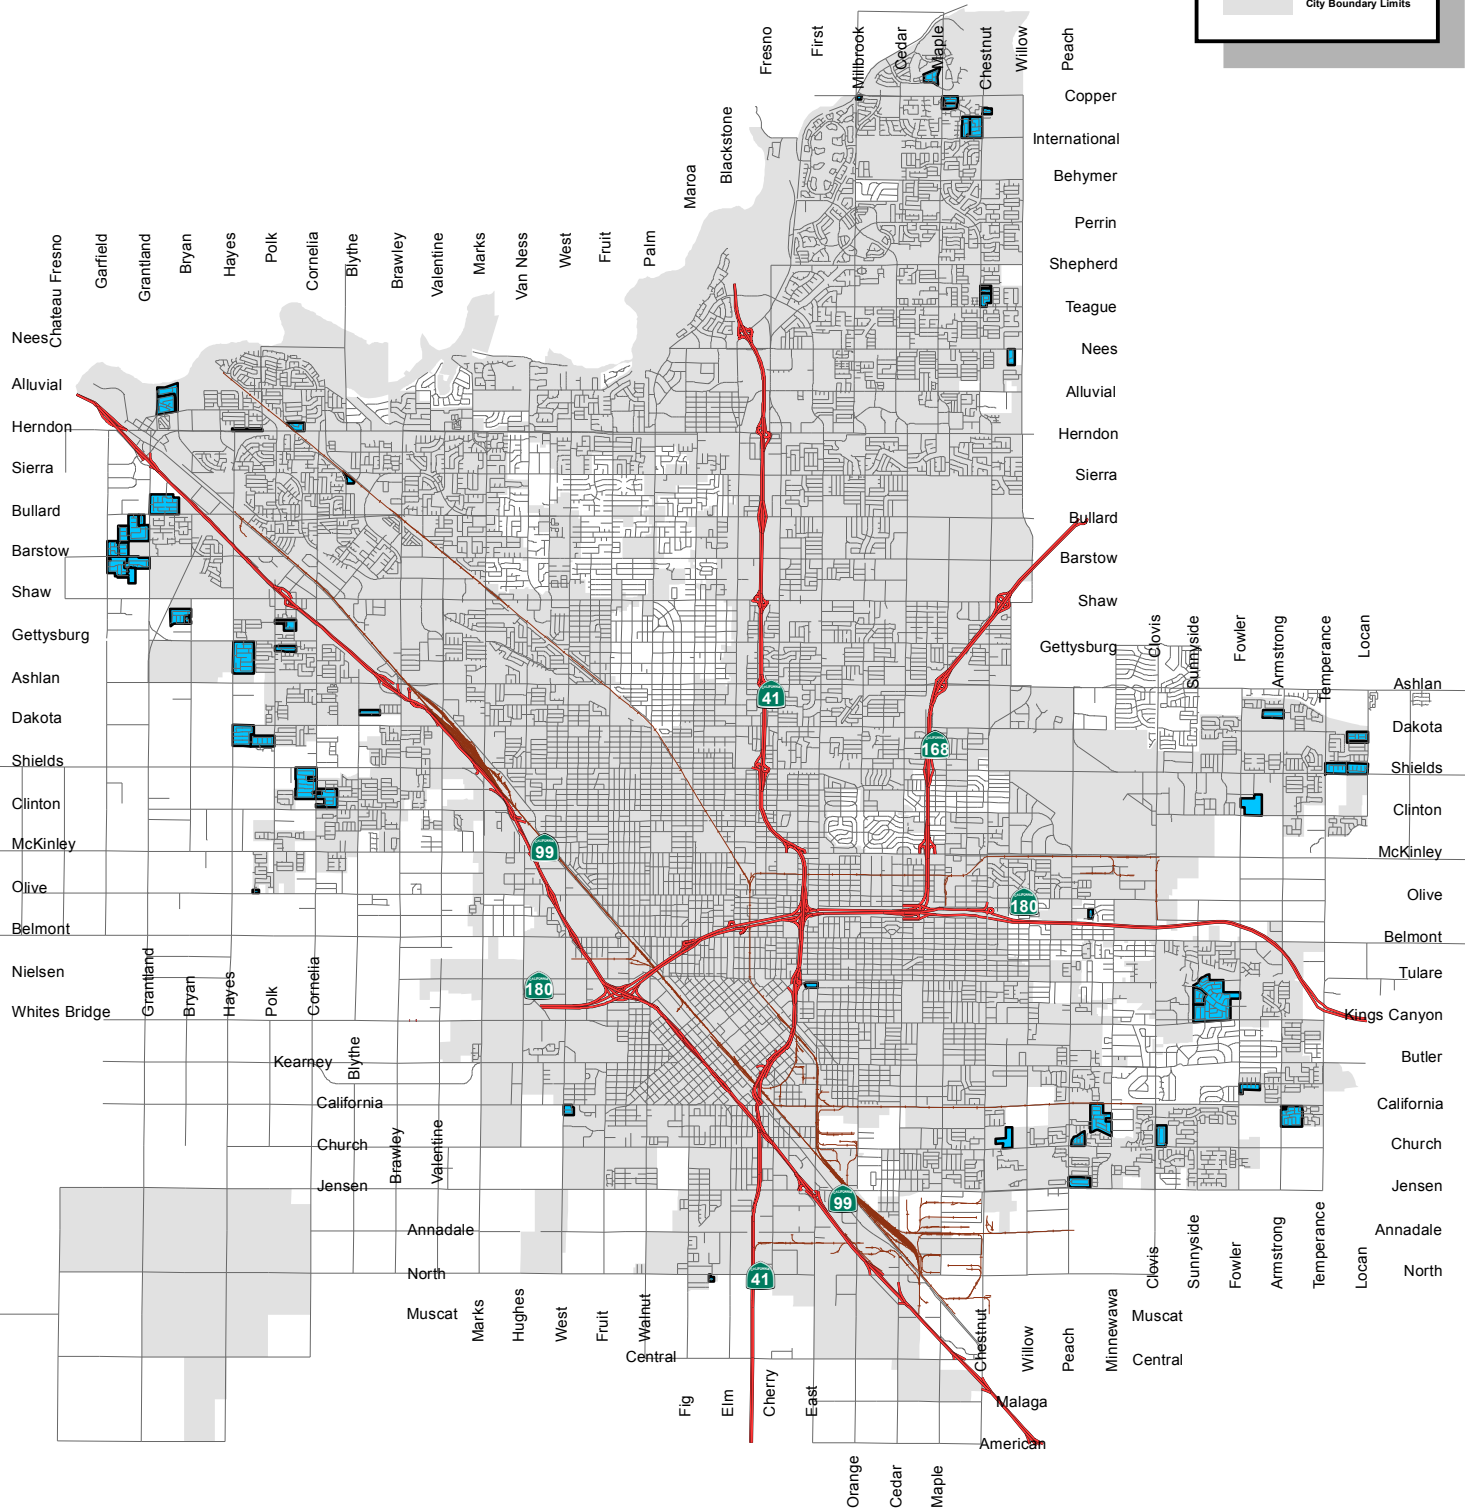 City Boundary Limits
Fresno
First
Millbrook
Cedar
Maple
Chestnut
Willow
Peach
Copper
International
Behymer
Perrin
Shepherd
Teague
Nees
Alluvial
Herndon
Sierra
Bullard
Barstow
Shaw
Gettysburg
Blackstone
Maroa
Chateau Fresno
Garfield
Grantland
Bryan
Hayes
Polk
Cornelia
Blythe
Brawley
Valentine
Marks
Van Ness
West
Fruit
Palm
Nees
Alluvial
Herndon
Sierra
Bullard
Barstow
Shaw
Gettysburg
Ashlan
Dakota
Shields
Clinton
McKinley
Olive
Belmont
Nielsen
Whites Bridge
Clovis
Sunnyside
Fowler
Armstrong
Temperance
Locan
Ashlan
Dakota
Shields
Clinton
McKinley
Olive
Belmont
Tulare
Kings Canyon
Butler
California
Church
Jensen
Annadale
North
CALIFORNIA
41
CALIFORNIA
168
CALIFORNIA
99
CALIFORNIA
180
CALIFORNIA
180
CALIFORNIA
99
CALIFORNIA
41
Grantland
Bryan
Hayes
Polk
Cornelia
Kearney
Blythe
California
Church
Brawley
Valentine
Jensen
Annadale
North
Muscat
Marks
Hughes
West
Fruit
Walnut
Central
Fig
Elm
Cherry
East
Orange
Cedar
Maple
Chestnut
Willow
Peach
Minnewawa
Muscat
Central
Malaga
American
Clovis
Sunnyside
Fowler
Armstrong
Temperance
Locan